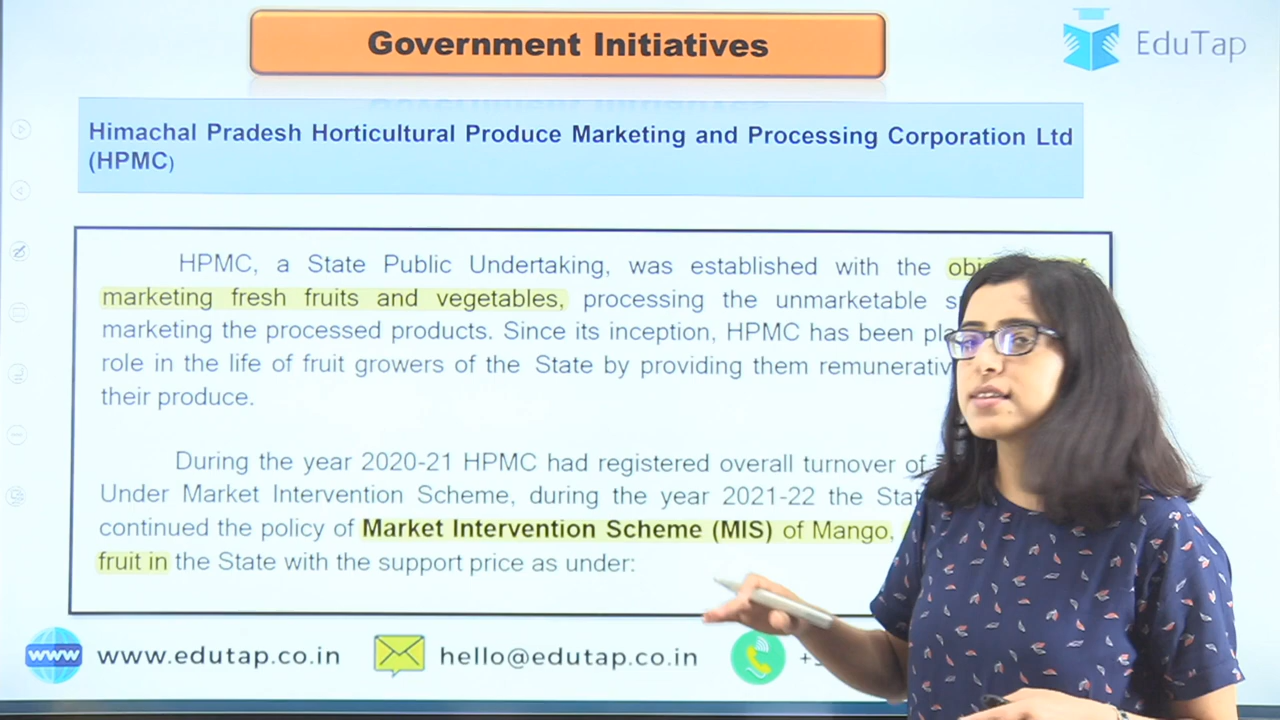 Government Initiatives
EduTap
Himachal Pradesh Horticultural Produce Marketing and Processing Corporation Ltd
(HPMC)
HPMC, a State Public Undertaking, was established with the
marketing fresh fruits and vegetables, processing the unmarketable
marketing the processed products. Since its inception, HPMC has been
role in the life of fruit growers of the State by providing them
their produce.
During the year 2020-21 HPMC had registered overall turnover of
Under Market Intervention Scheme, during the year 2021-22 the
continued the policy of Market Intervention Scheme (MIS) of Mango,
fruit in the State with the support price as under:
www
www.edutap.co.in
hello@edutap.co.in